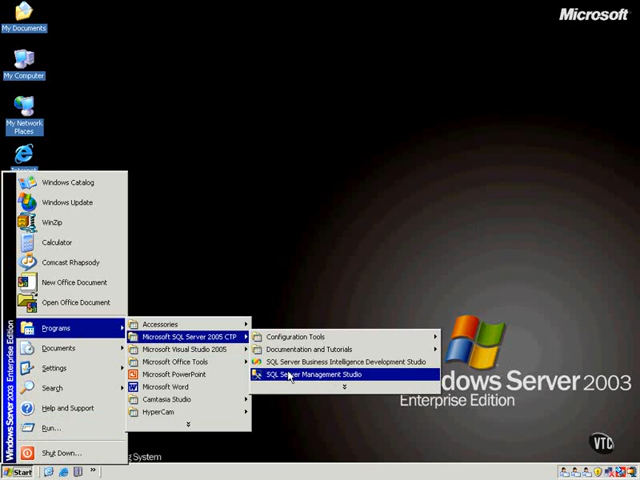 My Documents
Microsoft
My Computer
My Network
Places
Internet
Windows Catalog
Windows Update
WinZip
Calculator
Comcast Rhapsody
New Office Document
Open Office Document
Programs
Documents
Settings
Search
Help and Support
Run...
Shut Down...
Windows Server 2003 Enterprise Edition
Accessories
Microsoft SQL Server 2005 CTP
Microsoft Visual Studio 2005
Microsoft Office Tools
Microsoft PowerPoint
Microsoft Word
Camtasia Studio
HyperCam
Configuration Tools
Documentation and Tutorials
SQL Server Business Intelligence Development Studio
SQL Server Management Studio
dows Server 2003
Enterprise Edition
VTC
g System
Start